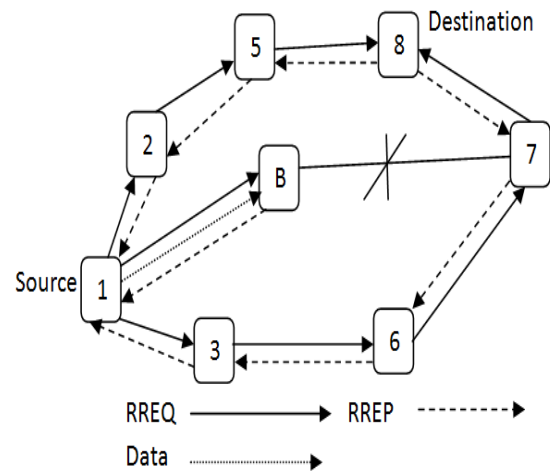 5
8
Destination
2
B
7
Source
1
3
6
RREQ
RREP
Data